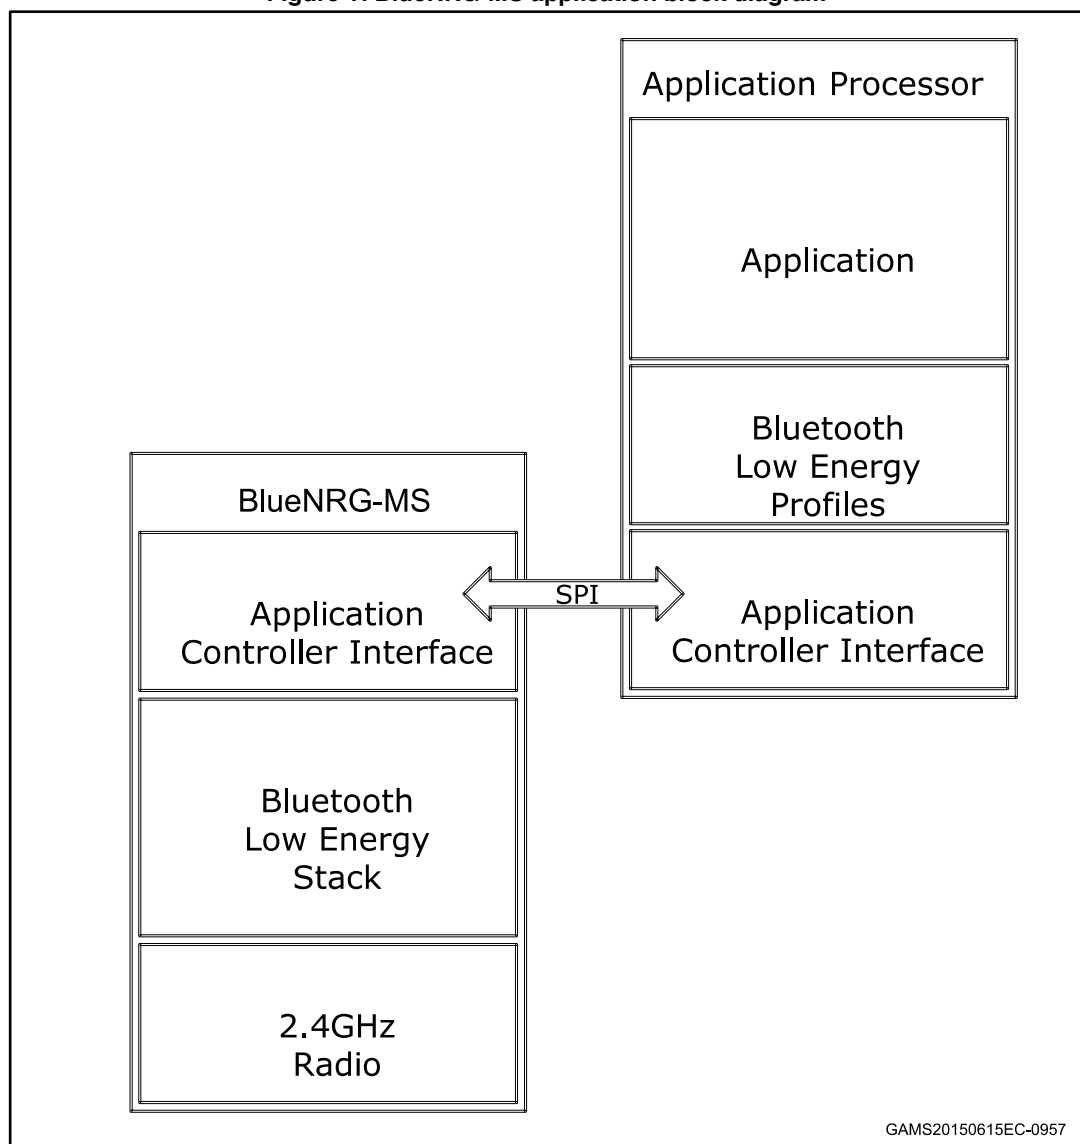 Application Processor
Application
Bluetooth
Low Energy
Profiles
Application
Controller Interface
SPI
BlueNRG-MS
Application
Controller Interface
Bluetooth
Low Energy
Stack
2.4GHz
Radio
GAMS20150615EC-0957